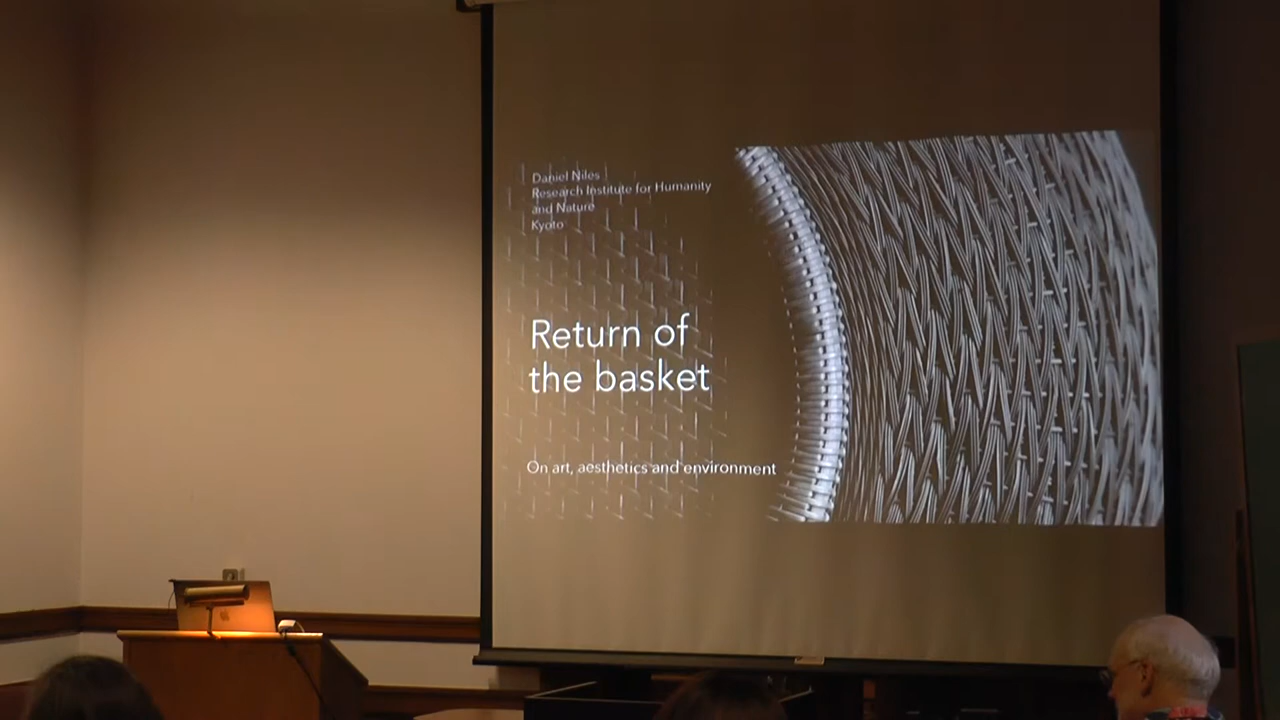 Daniel Niles
Research Institute for Humanity
and Nature
Kyoto
Return of
the basket
On art, aesthetics and environment